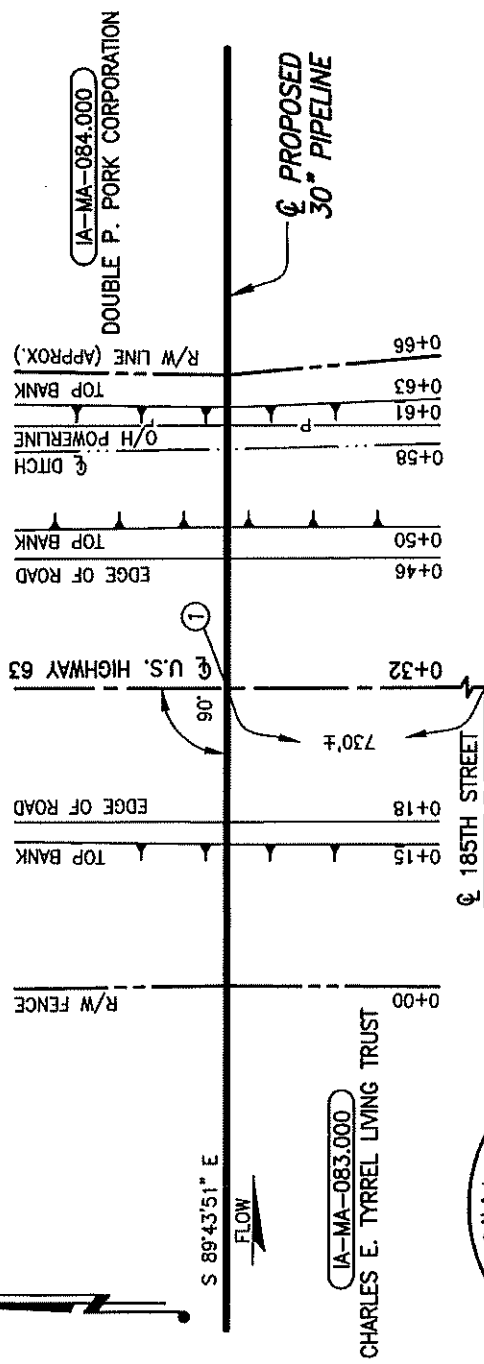 IA-MA-084.000
DOUBLE P. PORK CORPORATION
℄ PROPOSED
30" PIPELINE
R/W LINE (APPROX.)
0+66
TOP BANK
0+63
O/H POWERLINE
P
P
0+61
℄ DITCH
0+58
TOP BANK
0+50
EDGE OF ROAD
0+46
1
℄ U.S. HIGHWAY 63
0+32
90°
730'±
℄ 185TH STREET
EDGE OF ROAD
0+18
TOP BANK
0+15
R/W FENCE
0+00
S 89°43'51" E
FLOW
IA-MA-083.000
CHARLES E. TYRREL LIVING TRUST